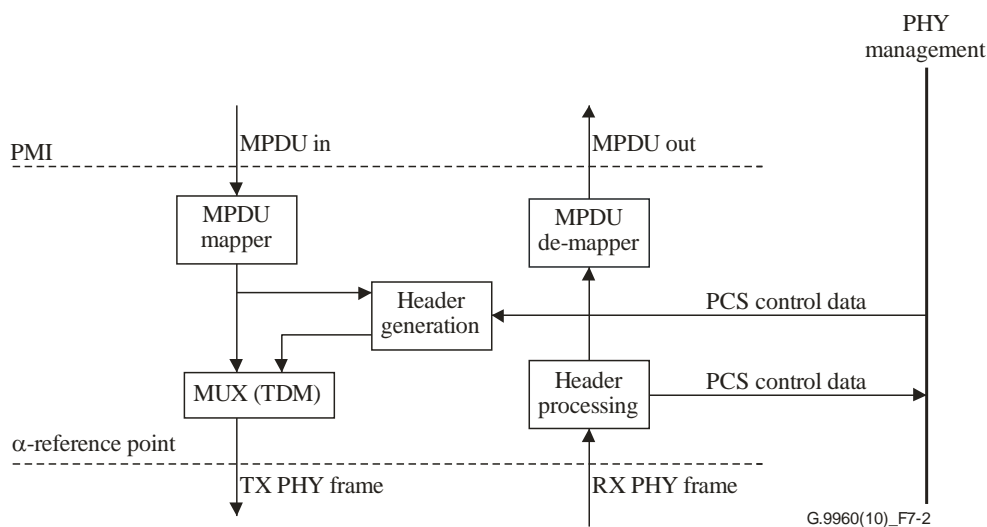 PHY
management
MPDU in
MPDU out
PMI
MPDU
mapper
MPDU
de-mapper
Header
generation
PCS control data
MUX (TDM)
Header
processing
PCS control data
α-reference point
TX PHY frame
RX PHY frame
G.9960(10)_F7-2